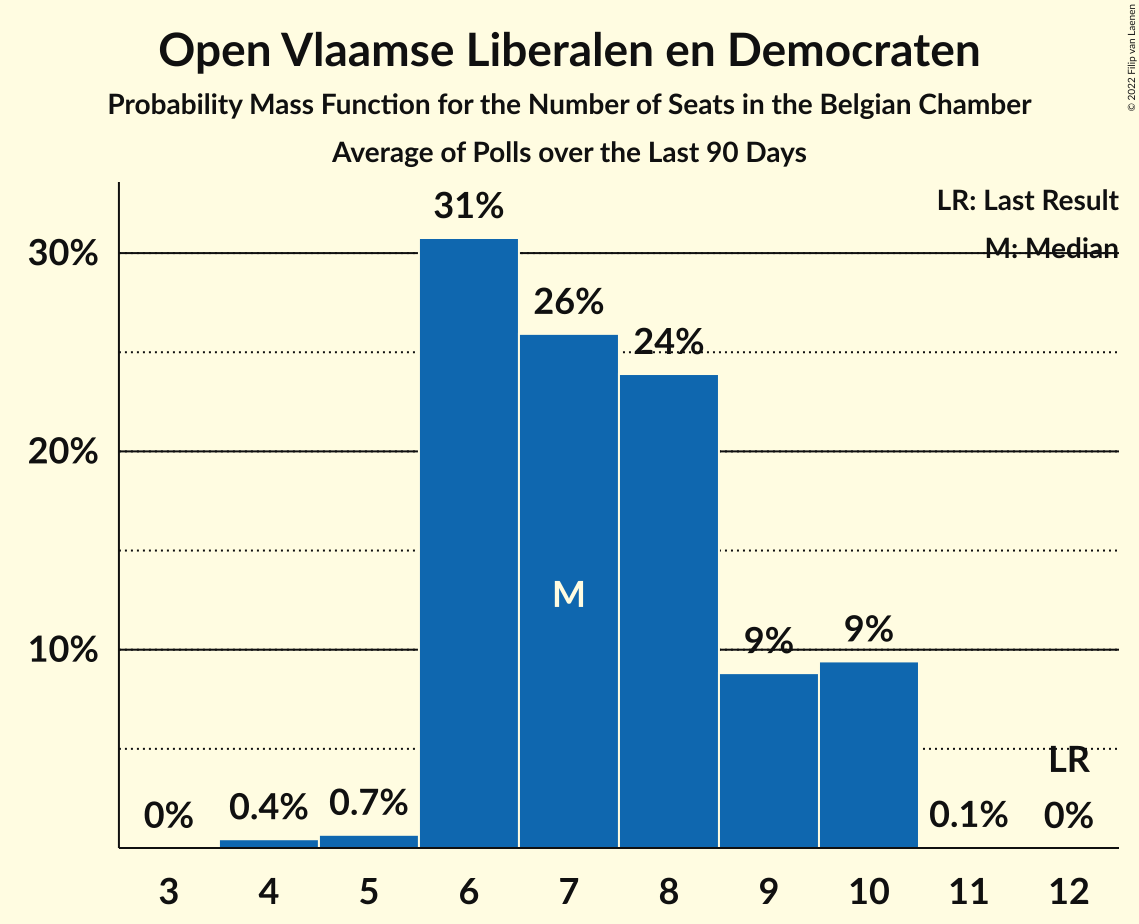 Open Vlaamse Liberalen en Democraten
Probability Mass Function for the Number of Seats in the Belgian Chamber
Average of Polls over the Last 90 Days
© 2022 Filip van Laenen
LR: Last Result
M: Median
30%
20%
10%
31%
26%
24%
9%
9%
M
LR
0%
0.4%
0.7%
0.1%
0%
3 4 5 6 7 8 9 10 11 12